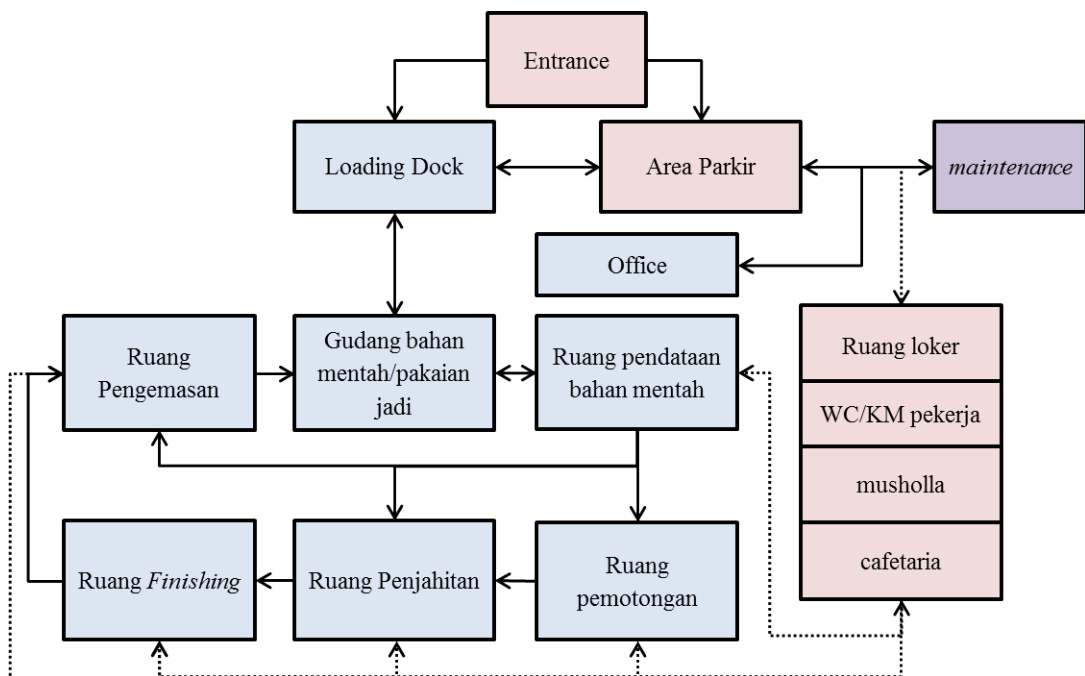 Entrance
Loading Dock
Area Parkir
maintenance
Office
Ruang
Pengemasan
Gudang bahan
mentah/pakaian
jadi
Ruang pendataan
bahan mentah
Ruang loker
WC/KM pekerja
musholla
cafetaria
Ruang Finishing
Ruang Penjahitan
Ruang
pemotongan